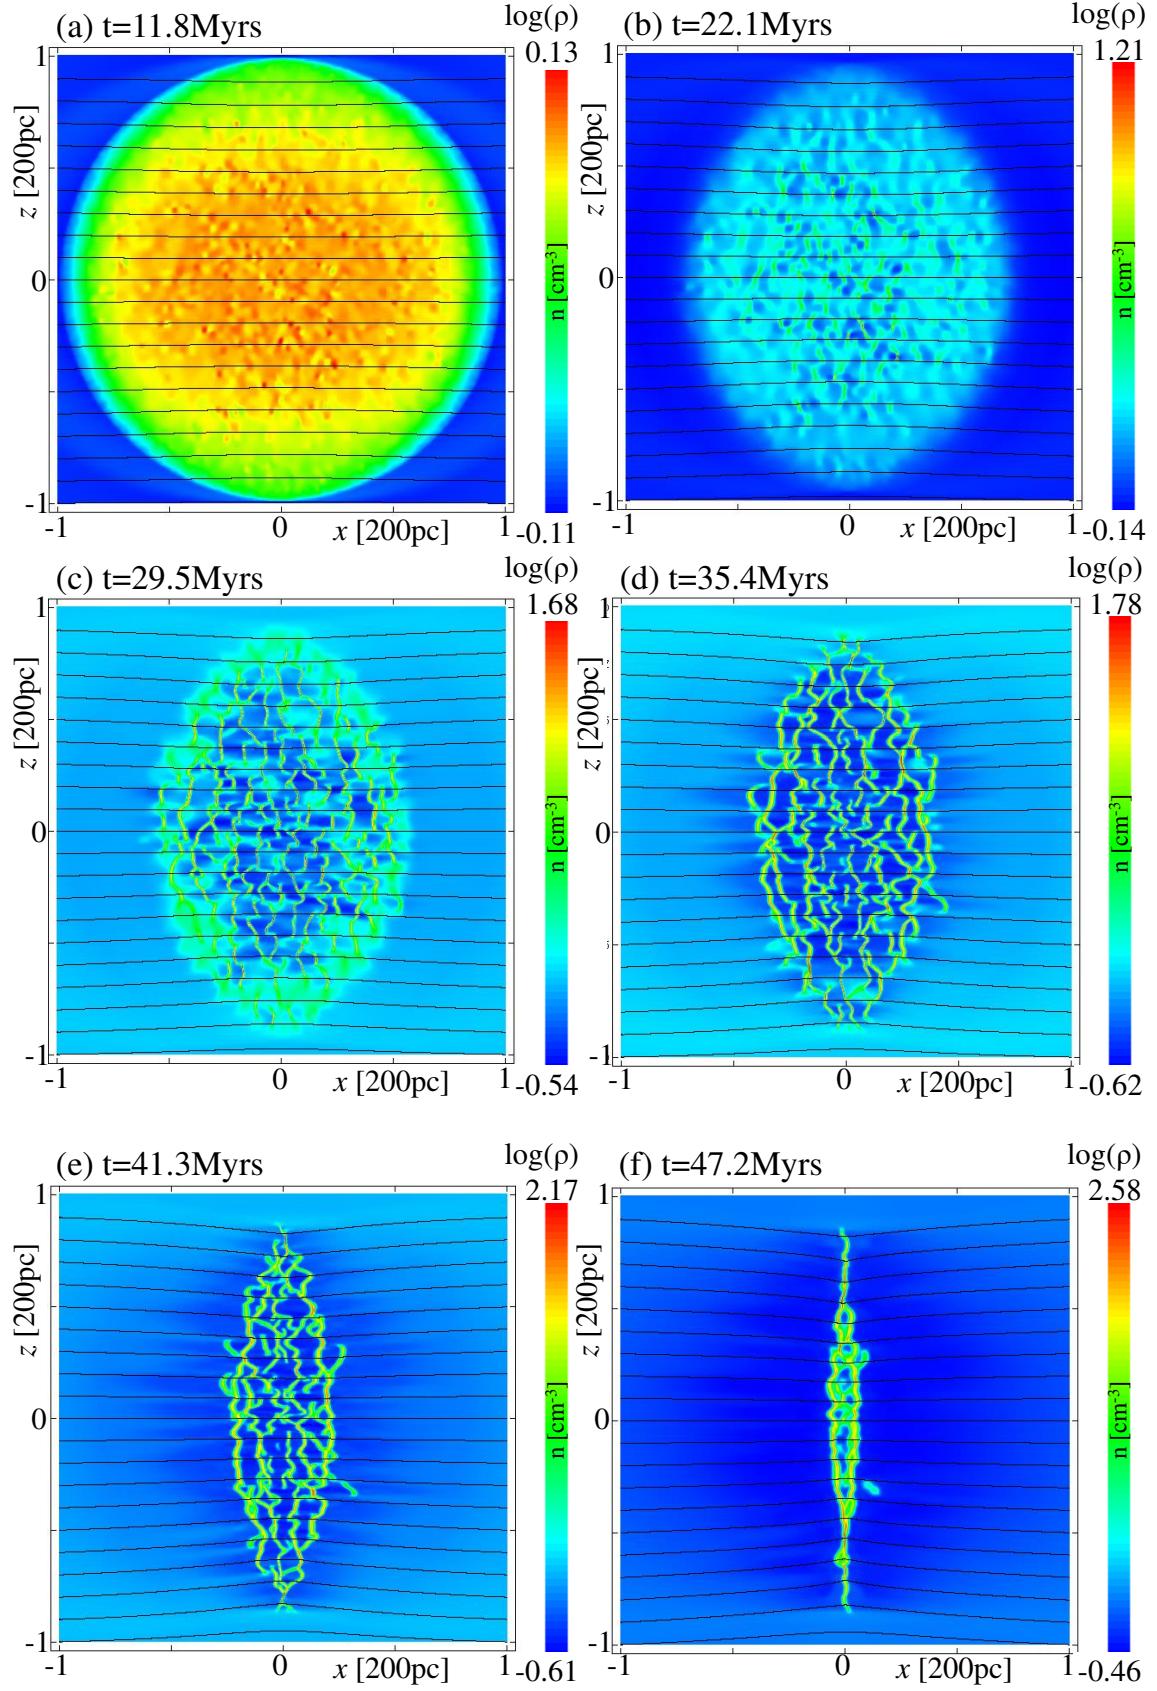 (a) t=11.8Myrs
log(ρ)
0.13
1
z [200pc]
0
-1
n [cm-3]
-0.11
-1
0
x [200pc]
1
(b) t=22.1Myrs
log(ρ)
1.21
1
z [200pc]
0
-1
n [cm-3]
-0.14
-1
0
x [200pc]
1
(c) t=29.5Myrs
log(ρ)
1.68
1
z [200pc]
0
-1
n [cm-3]
-0.54
-1
0
x [200pc]
1
(d) t=35.4Myrs
log(ρ)
1.78
1
z [200pc]
0
-1
n [cm-3]
-0.62
-1
0
x [200pc]
1
(e) t=41.3Myrs
log(ρ)
2.17
1
z [200pc]
0
-1
n [cm-3]
-0.61
-1
0
x [200pc]
1
(f) t=47.2Myrs
log(ρ)
2.58
1
z [200pc]
0
-1
n [cm-3]
-0.46
-1
0
x [200pc]
1